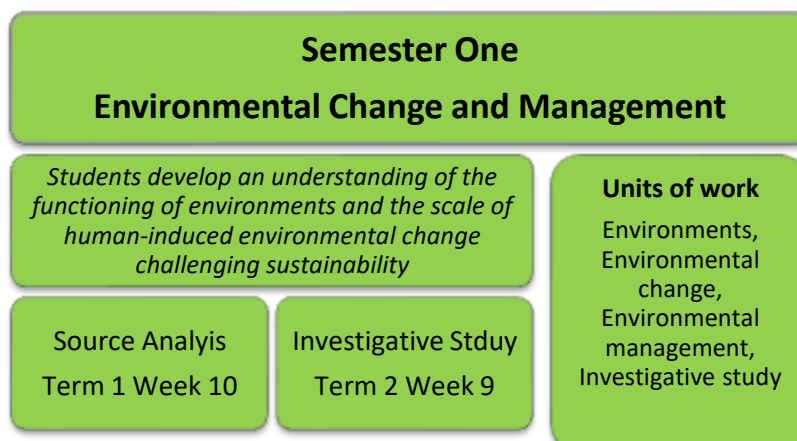 Semester One
Environmental Change and Management
Students develop an understanding of the
functioning of environments and the scale of
human-induced environmental change
challenging sustainability
Source Analyis
Term 1 Week 10
Investigative Stduy
Term 2 Week 9
Units of work
Environments,
Environmental
change,
Environmental
management,
Investigative study